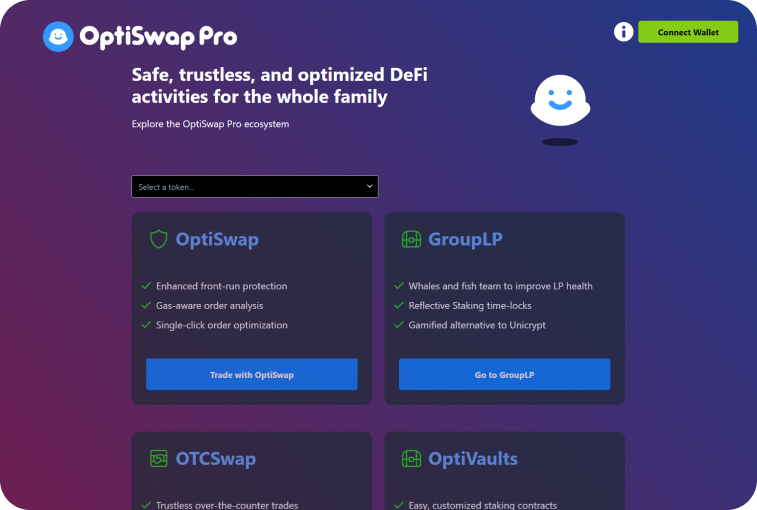 OptiSwap Pro
Connect Wallet
Safe, trustless, and optimized DeFi
activities for the whole family
Explore the OptiSwap Pro ecosystem
Select a token...
OptiSwap
Enhanced front-run protection
Gas-aware order analysis
Single-click order optimization
Trade with OptiSwap
GroupLP
Whales and fish team to improve LP health
Reflective Staking time-locks
Gamified alternative to Unicrypt
Go to GroupLP
OTCSwap
Trustless over-the-counter trades
OptiVaults
Easy, customized staking contracts